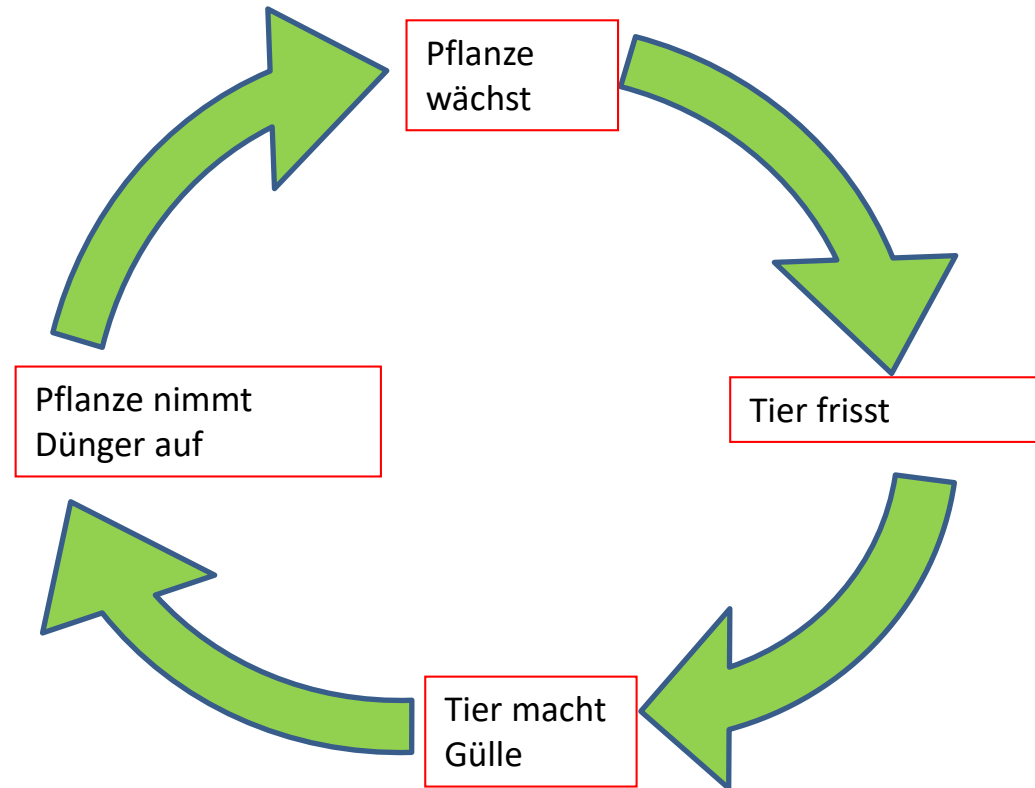 Pflanze
wächst
Tier frisst
Tier macht
Gülle
Pflanze nimmt
Dünger auf